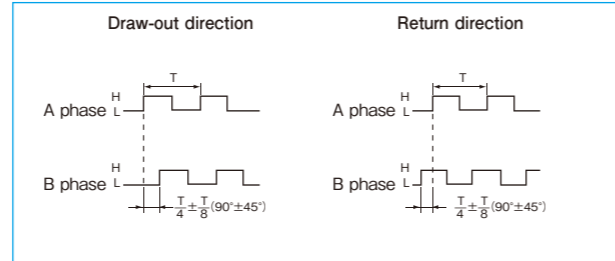 Draw-out direction
Return direction
T
T
A phase H L
A phase H L
B phase H L
B phase H L
T/4 ± T/8 (90°±45°)
T/4 ± T/8 (90°±45°)